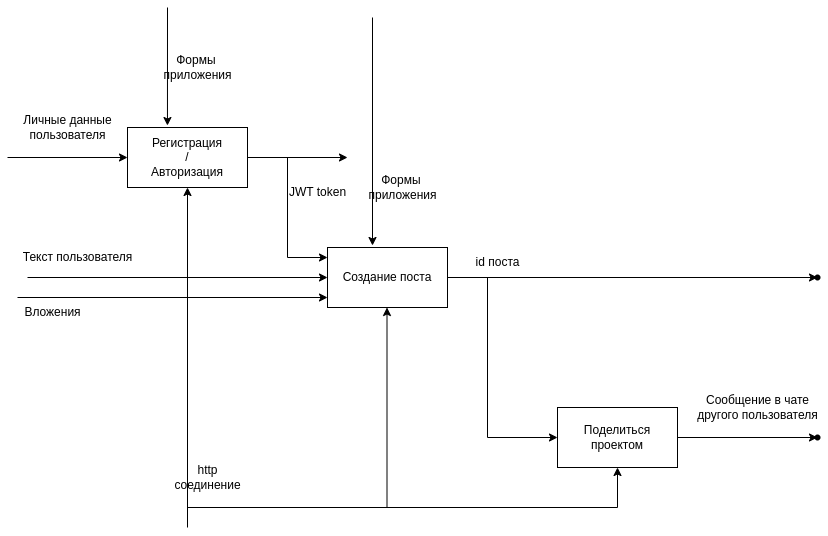 Формы
приложения
Личные данные
пользователя
Регистрация
/
Авторизация
JWT token
Формы
приложения
Текст пользователя
Вложения
Создание поста
id поста
Поделиться
проектом
Сообщение в чате
другого пользователя
http
соединение